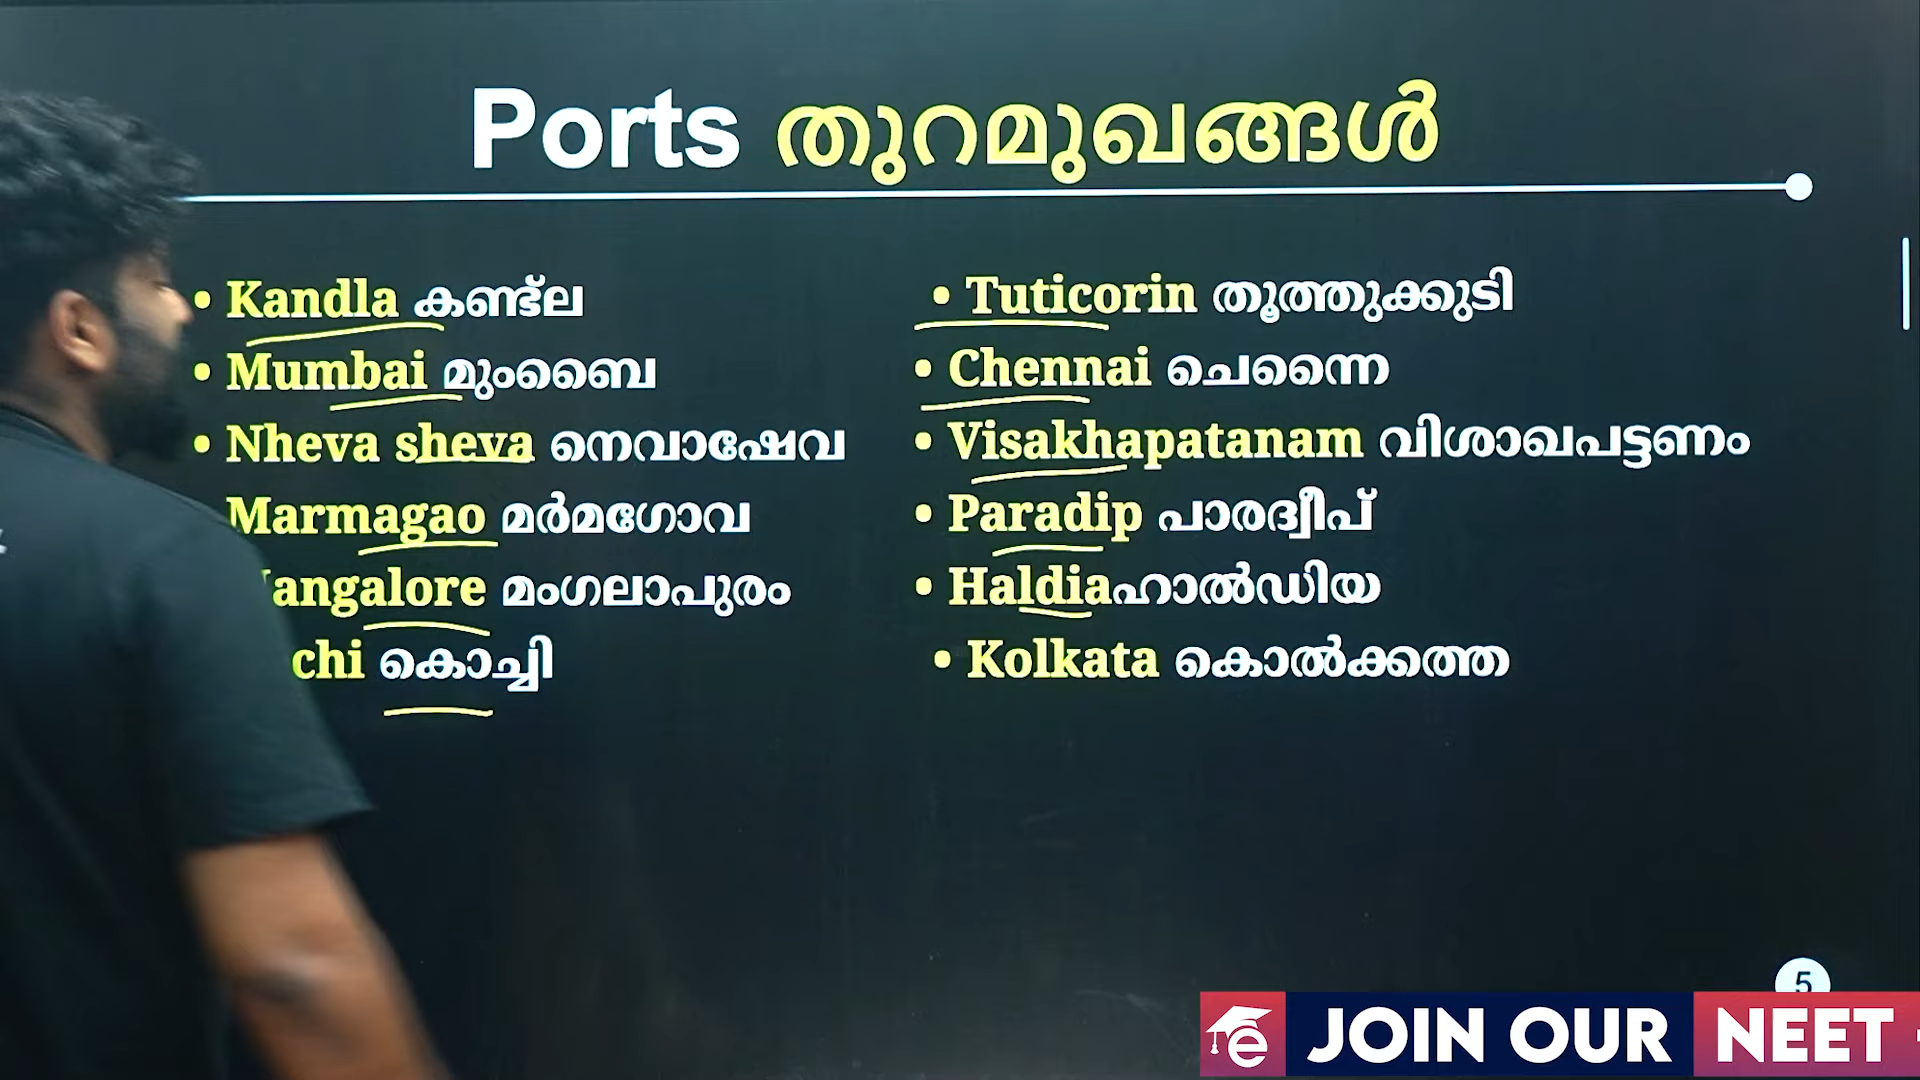 Ports തുറമുഖങ്ങൾ
• Kandla കണ്ട്ല
• Mumbai മുംബൈ
• Nheva sheva നെവാഷേവ
Marmagao മർമഗോവ
angalore മംഗലാപുരം
chi കൊച്ചി
• Tuticorin തൂത്തുക്കുടി
• Chennai ചെന്നൈ
• Visakhapatanam വിശാഖപട്ടണം
• Paradip പാരദ്വീപ്
• Haldiaഹാൽഡിയ
• Kolkata കൊൽക്കത്ത
5
e JOIN OUR NEET